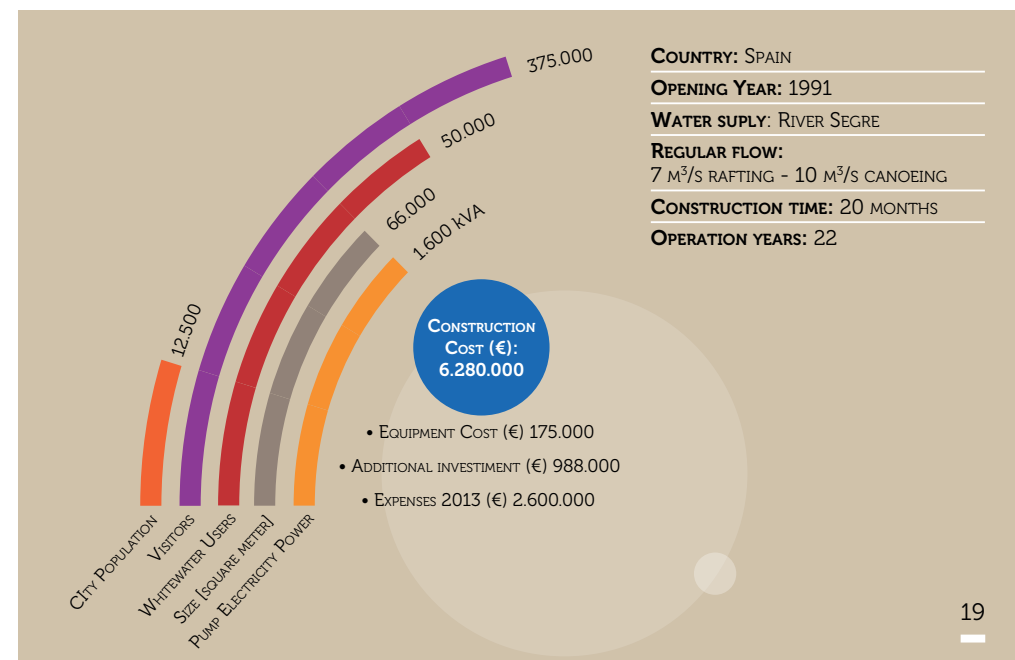 375.000
50.000
66.000
1.600 kVA
12.500
City Population
Visitors
Whitewater Users
Size [square meter]
Pump Electricity Power
Construction
Cost (€):
6.280.000
• Equipment Cost (€) 175.000
• Additional investiment (€) 988.000
• Expenses 2013 (€) 2.600.000
Country: Spain
Opening Year: 1991
Water suply: River Segre
Regular flow:
7 m³/s rafting - 10 m³/s canoeing
Construction time: 20 months
Operation years: 22
19